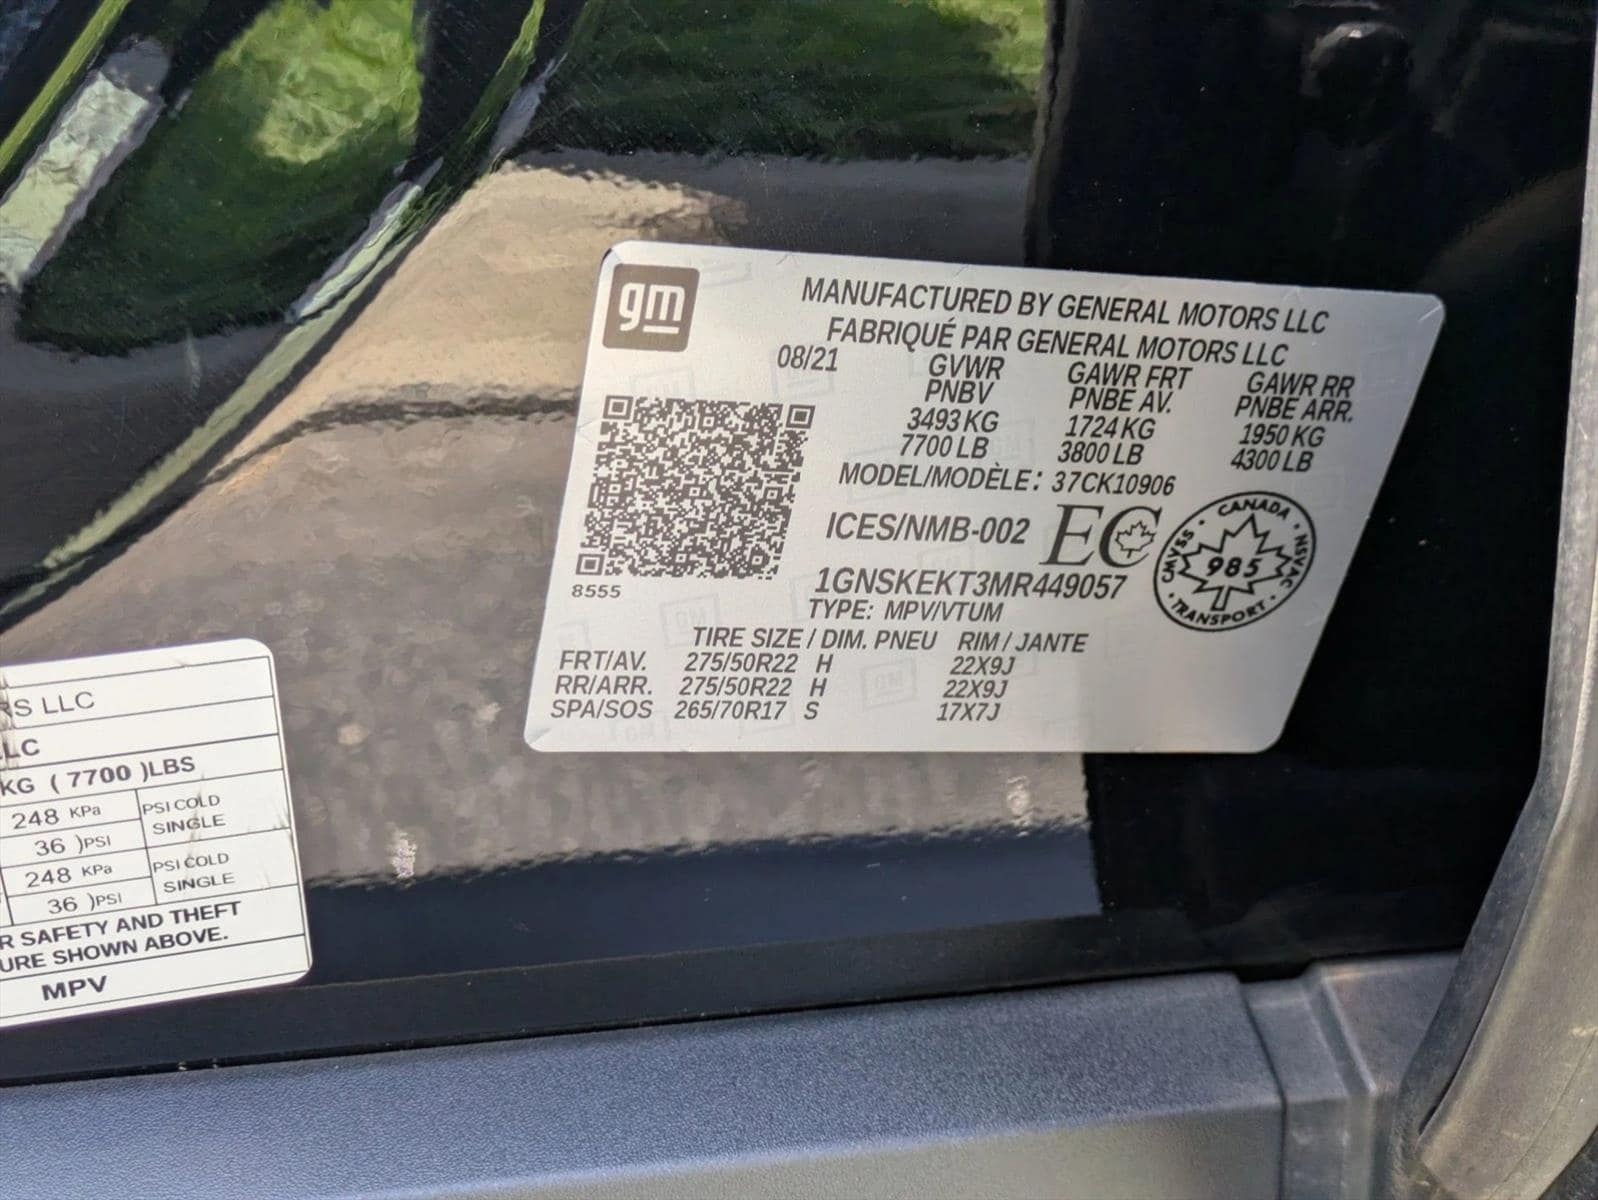 gm
MANUFACTURED BY GENERAL MOTORS LLC
FABRIQUÉ PAR GENERAL MOTORS LLC
08/21 GVWR GAWR FRT GAWR RR
PNBV PNBE AV. PNBE ARR.
3493 KG 1724 KG 1950 KG
7700 LB 3800 LB 4300 LB
MODEL/MODÈLE: 37CK10906
ICES/NMB-002 EC
CANADA · NSVAC · TRANSPORT · CMVSS ·
985
8555
1GNSKEKT3MR449057
TYPE: MPV/VTUM
TIRE SIZE / DIM. PNEU RIM / JANTE
FRT/AV. 275/50R22 H 22X9J
RR/ARR. 275/50R22 H 22X9J
SPA/SOS 265/70R17 S 17X7J
RS LLC
LLC
KG ( 7700 )LBS
248 KPa PSI COLD
36 )PSI SINGLE
248 KPa PSI COLD
36 )PSI SINGLE
R SAFETY AND THEFT
URE SHOWN ABOVE.
MPV